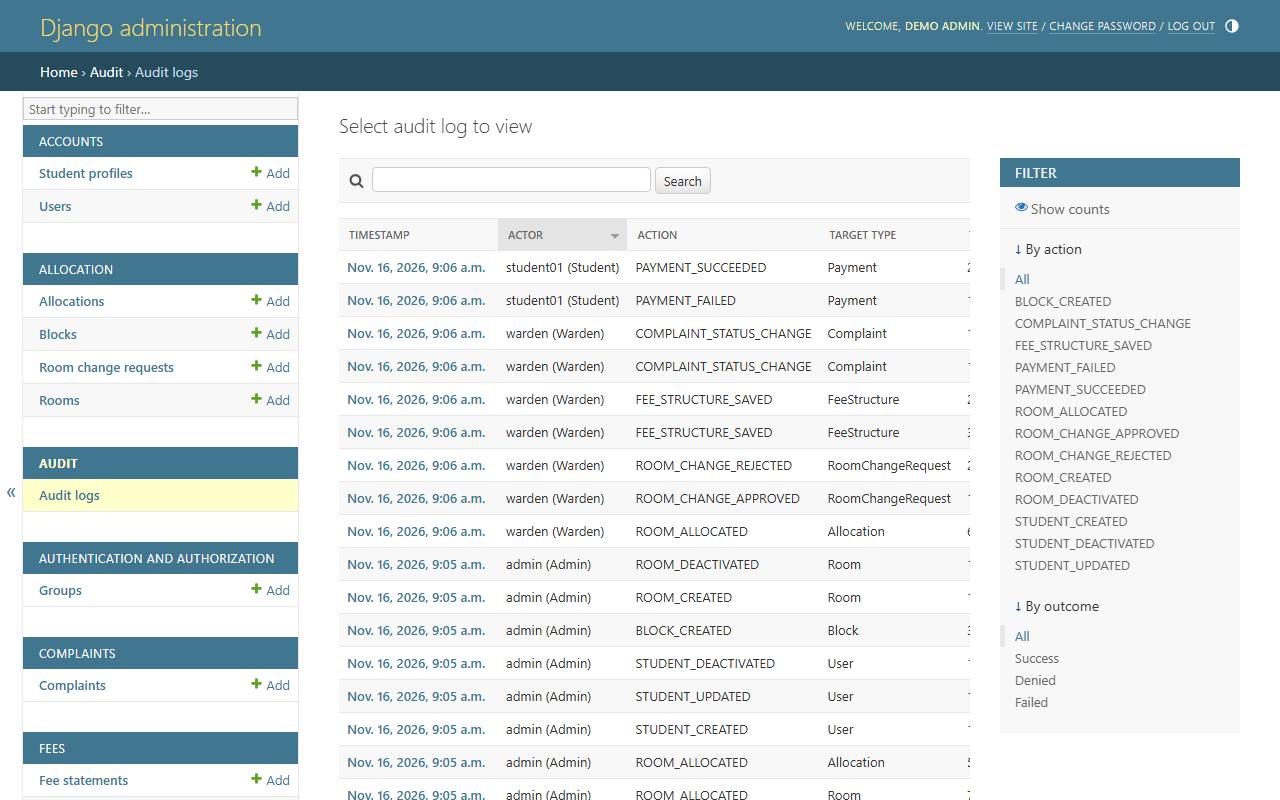 Django administration
WELCOME, DEMO ADMIN. VIEW SITE / CHANGE PASSWORD / LOG OUT
Home › Audit › Audit logs
Start typing to filter...
ACCOUNTS
Student profiles Add
Users Add
ALLOCATION
Allocations Add
Blocks Add
Room change requests Add
Rooms Add
AUDIT
«
Audit logs
AUTHENTICATION AND AUTHORIZATION
Groups Add
COMPLAINTS
Complaints Add
FEES
Fee statements Add
Select audit log to view
Search
TIMESTAMP ACTOR ACTION TARGET TYPE
Nov. 16, 2026, 9:06 a.m. student01 (Student) PAYMENT_SUCCEEDED Payment
Nov. 16, 2026, 9:06 a.m. student01 (Student) PAYMENT_FAILED Payment
Nov. 16, 2026, 9:06 a.m. warden (Warden) COMPLAINT_STATUS_CHANGE Complaint
Nov. 16, 2026, 9:06 a.m. warden (Warden) COMPLAINT_STATUS_CHANGE Complaint
Nov. 16, 2026, 9:06 a.m. warden (Warden) FEE_STRUCTURE_SAVED FeeStructure
Nov. 16, 2026, 9:06 a.m. warden (Warden) FEE_STRUCTURE_SAVED FeeStructure
Nov. 16, 2026, 9:06 a.m. warden (Warden) ROOM_CHANGE_REJECTED RoomChangeRequest
Nov. 16, 2026, 9:06 a.m. warden (Warden) ROOM_CHANGE_APPROVED RoomChangeRequest
Nov. 16, 2026, 9:06 a.m. warden (Warden) ROOM_ALLOCATED Allocation
Nov. 16, 2026, 9:05 a.m. admin (Admin) ROOM_DEACTIVATED Room
Nov. 16, 2026, 9:05 a.m. admin (Admin) ROOM_CREATED Room
Nov. 16, 2026, 9:05 a.m. admin (Admin) BLOCK_CREATED Block
Nov. 16, 2026, 9:05 a.m. admin (Admin) STUDENT_DEACTIVATED User
Nov. 16, 2026, 9:05 a.m. admin (Admin) STUDENT_UPDATED User
Nov. 16, 2026, 9:05 a.m. admin (Admin) STUDENT_CREATED User
Nov. 16, 2026, 9:05 a.m. admin (Admin) ROOM_ALLOCATED Allocation
Nov. 16, 2026, 9:05 a.m. admin (Admin) ROOM_ALLOCATED Room
FILTER
Show counts
↓ By action
All
BLOCK_CREATED
COMPLAINT_STATUS_CHANGE
FEE_STRUCTURE_SAVED
PAYMENT_FAILED
PAYMENT_SUCCEEDED
ROOM_ALLOCATED
ROOM_CHANGE_APPROVED
ROOM_CHANGE_REJECTED
ROOM_CREATED
ROOM_DEACTIVATED
STUDENT_CREATED
STUDENT_DEACTIVATED
STUDENT_UPDATED
↓ By outcome
All
Success
Denied
Failed